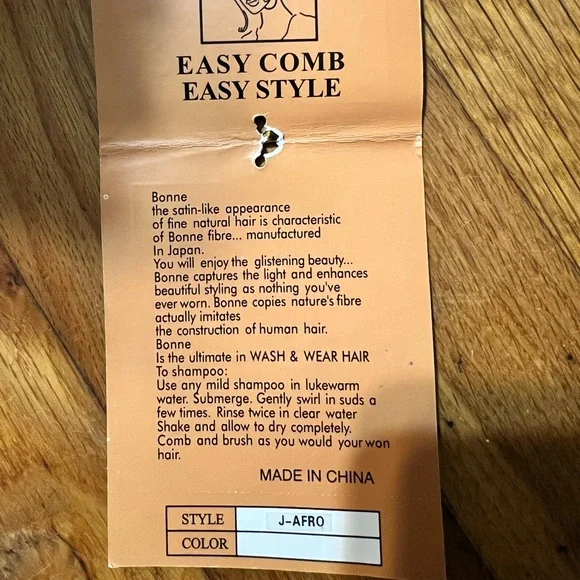 EASY COMB
EASY STYLE
Bonne
the satin-like appearance
of fine natural hair is characteristic
of Bonne fibre... manufactured
In Japan.
You will enjoy the glistening beauty...
Bonne captures the light and enhances
beautiful styling as nothing you've
ever worn. Bonne copies nature's fibre
actually imitates
the construction of human hair.
Bonne
Is the ultimate in WASH & WEAR HAIR
To shampoo:
Use any mild shampoo in lukewarm
water. Submerge. Gently swirl in suds a
few times. Rinse twice in clear water
Shake and allow to dry completely.
Comb and brush as you would your won
hair.
MADE IN CHINA
STYLE J-AFRO
COLOR